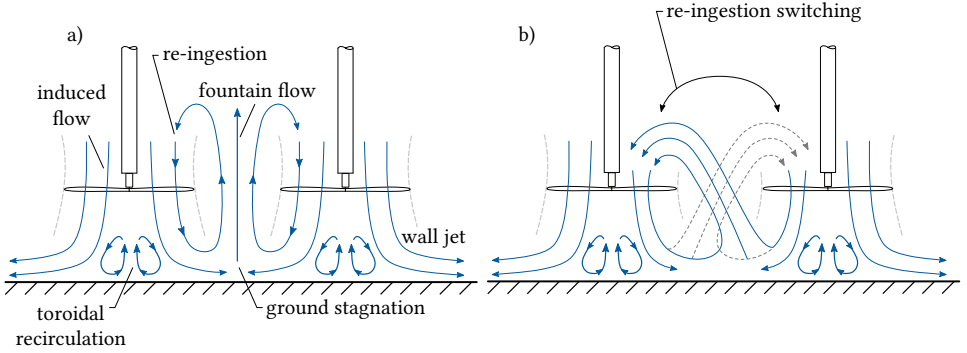 a)
re-ingestion
induced
flow
fountain flow
wall jet
toroidal
recirculation
ground stagnation
b)
re-ingestion switching